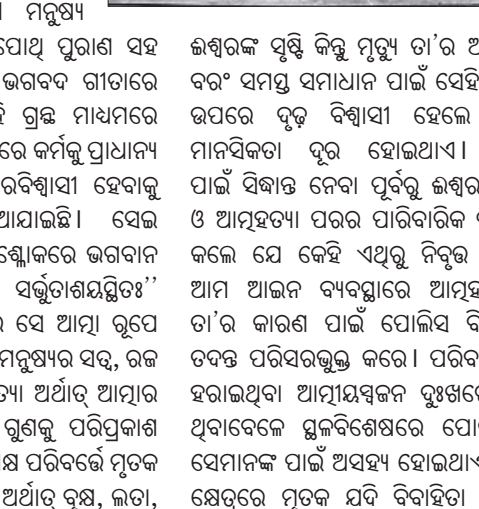 ମନୁଷ୍ୟ
ପୋଥି ପୁରାଣ ସହ
ଭଗବଦ ଗୀତାରେ
ଗ୍ରନ୍ଥ ମାଧ୍ୟମରେ
ରେ କର୍ମକୁ ପ୍ରାଧାନ୍ୟ
ରବିଶ୍ୱାସୀ ହେବାକୁ
ଆଯାଇଛି। ସେଇ
ଶ୍ଳୋକରେ ଭଗବାନ
ସର୍ଭୁତାଶୟସ୍ଥିତଃ’’
ସେ ଆତ୍ମା ରୂପେ
ମନୁଷ୍ୟର ସତ୍ୱ, ରଜ
ତ୍ୟା ଅର୍ଥାତ୍ ଆତ୍ମାର
ଗୁଣକୁ ପରିପ୍ରକାଶ
କ୍ଷ ପରିବର୍ତ୍ତେ ମୃତକ
ଅର୍ଥାତ୍ ବୃକ୍ଷ, ଲତା,
ଈଶ୍ୱରଙ୍କ ସୃଷ୍ଟି କିନ୍ତୁ ମୃତ୍ୟୁ ତା’ର
ବରଂ ସମସ୍ତ ସମାଧାନ ପାଇଁ ସେହି
ଉପରେ ଦୃଢ଼ ବିଶ୍ୱାସୀ ହେଲେ
ମାନସିକତା ଦୂର ହୋଇଥାଏ।
ପାଇଁ ସିଦ୍ଧାନ୍ତ ନେବା ପୂର୍ବରୁ ଈଶ୍ୱର
ଓ ଆତ୍ମହତ୍ୟା ପରର ପାରିବାରିକ
କଲେ ଯେ କେହି ଏଥିରୁ ନିବୃତ୍ତ
ଆମ ଆଇନ ବ୍ୟବସ୍ଥାରେ ଆତ୍ମହ
ତା’ର କାରଣ ପାଇଁ ପୋଲିସ ବି
ତଦନ୍ତ ପରିସରଭୁକ୍ତ କରେ। ପରିବ
ହରାଇଥିବା ଆତ୍ମୀୟସ୍ୱଜନ ଦୁଃଖରେ
ଥିବାବେଳେ ସ୍ଥଳବିଶେଷରେ ପୋ
ସେମାନଙ୍କ ପାଇଁ ଅସହ୍ୟ ହୋଇଥାଏ
କ୍ଷେତ୍ରରେ ମୃତକ ଯଦି ବିବାହିତା